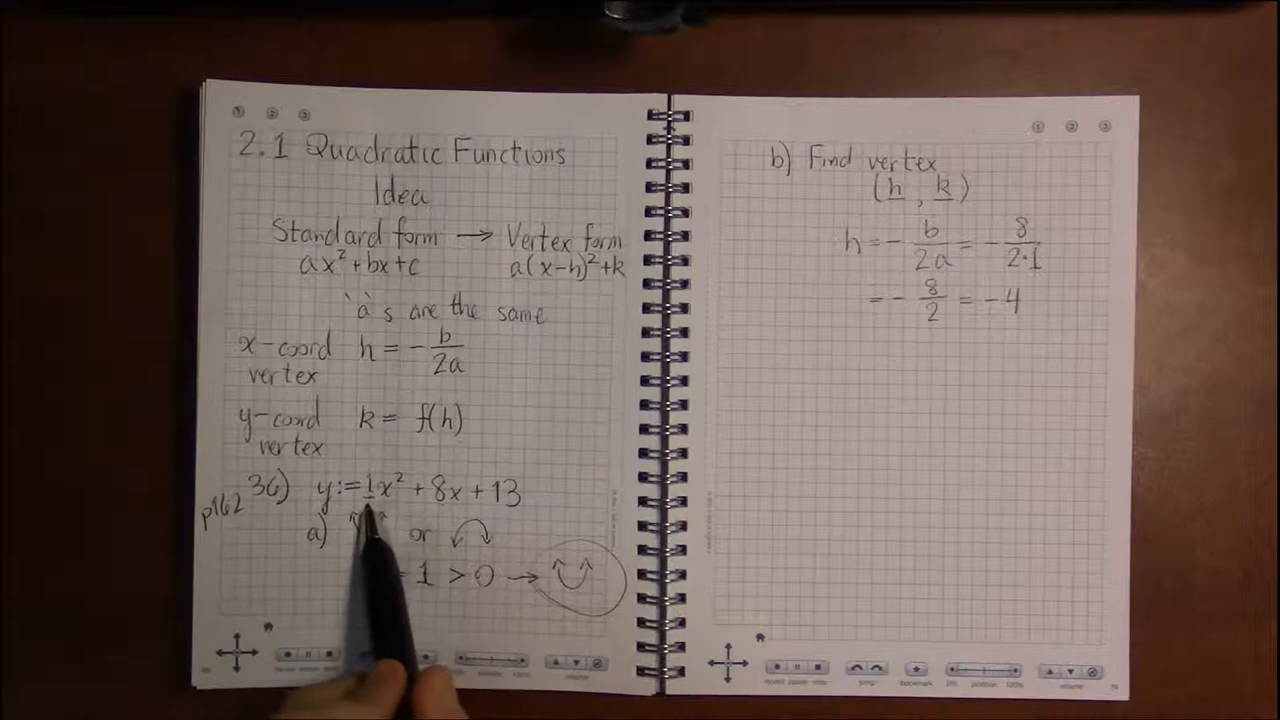 2.1 Quadratic Functions
Idea
Standard form → Vertex form
ax²+bx+c a(x-h)²+k
`a`s are the same
x-coord vertex h = - b/2a
y-coord vertex k = f(h)
p162 36) y:=1x² + 8x + 13
a) or
= 1 > 0 →
b) Find vertex
(h, k)
h = - b/2a = - 8/2·1
= - 8/2 = -4